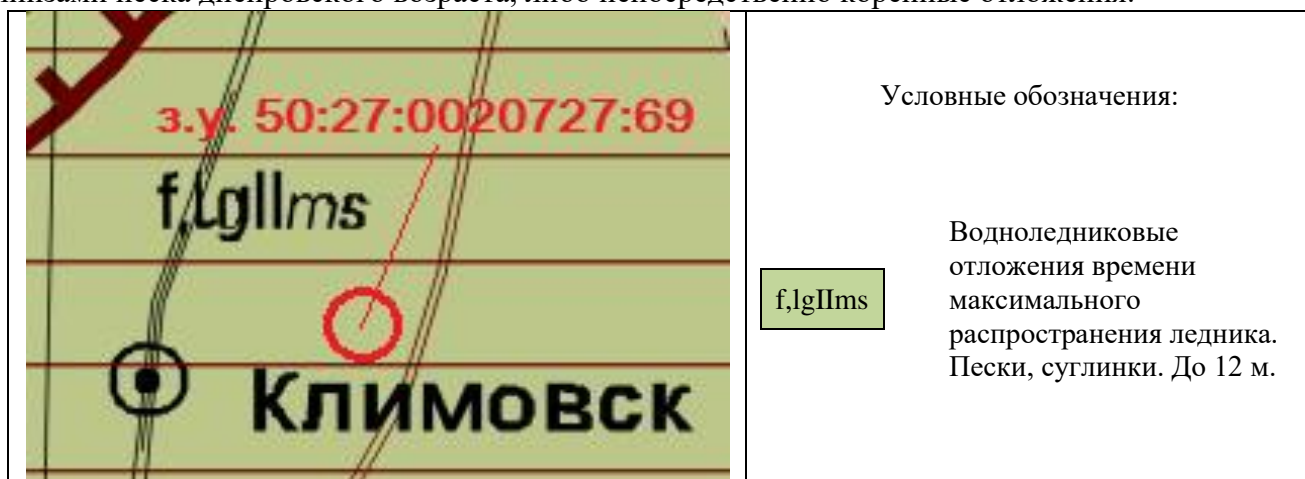 песка днепровского возраста, либо непосредственно коренные отложения.
з.у. 50:27:0020727:69
f,lgIIms
Климовск
Условные обозначения:
f,lgIIms
Водноледниковые
отложения времени
максимального
распространения ледника.
Пески, суглинки. До 12 м.